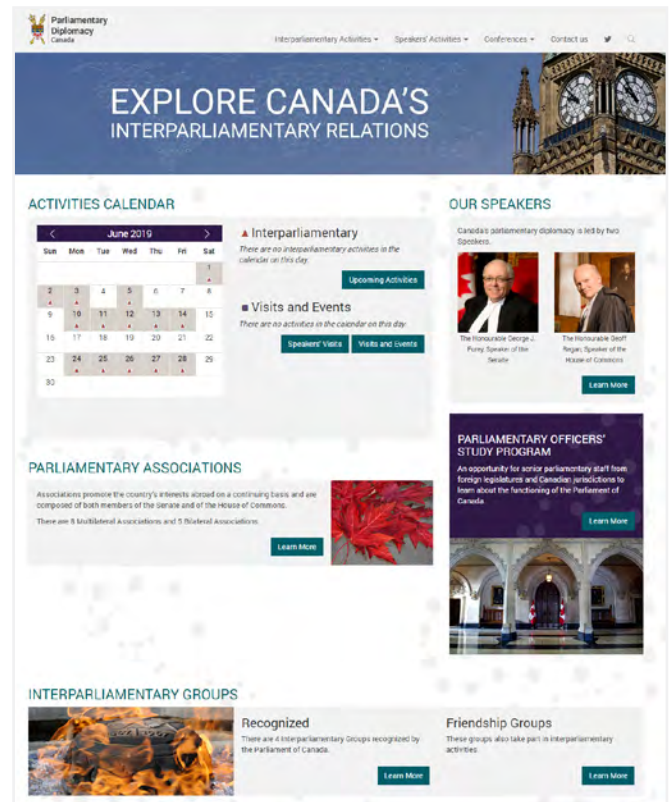 Parliamentary
Diplomacy
Canada
Interparliamentary Activities
Speakers' Activities
Conferences
Contact us
EXPLORE CANADA'S
INTERPARLIAMENTARY RELATIONS
ACTIVITIES CALENDAR
June 2019
Sun Mon Tue Wed Thu Fri Sat
1
2 3 4 5 6 7 8
9 10 11 12 13 14 15
16 17 18 19 20 21 22
23 24 25 26 27 28 29
30
Interparliamentary
There are no interparliamentary activities in the
calendar on this day.
Upcoming Activities
Visits and Events
There are no activities in the calendar on this day.
Speakers' Visits
Visits and Events
OUR SPEAKERS
Canada's parliamentary diplomacy is led by two
Speakers.
The Honourable George J.
Furey, Speaker of the
Senate
The Honourable Geoff
Regan, Speaker of the
House of Commons
Learn More
PARLIAMENTARY ASSOCIATIONS
Associations promote the country's interests abroad on a continuing basis and are
composed of both members of the Senate and of the House of Commons.
There are 8 Multilateral Associations and 5 Bilateral Associations.
Learn More
PARLIAMENTARY OFFICERS'
STUDY PROGRAM
An opportunity for senior parliamentary staff from
foreign legislatures and Canadian jurisdictions to
learn about the functioning of the Parliament of
Canada.
Learn More
INTERPARLIAMENTARY GROUPS
Recognized
There are 4 Interparliamentary Groups recognized by
the Parliament of Canada.
Learn More
Friendship Groups
These groups also take part in interparliamentary
activities.
Learn More